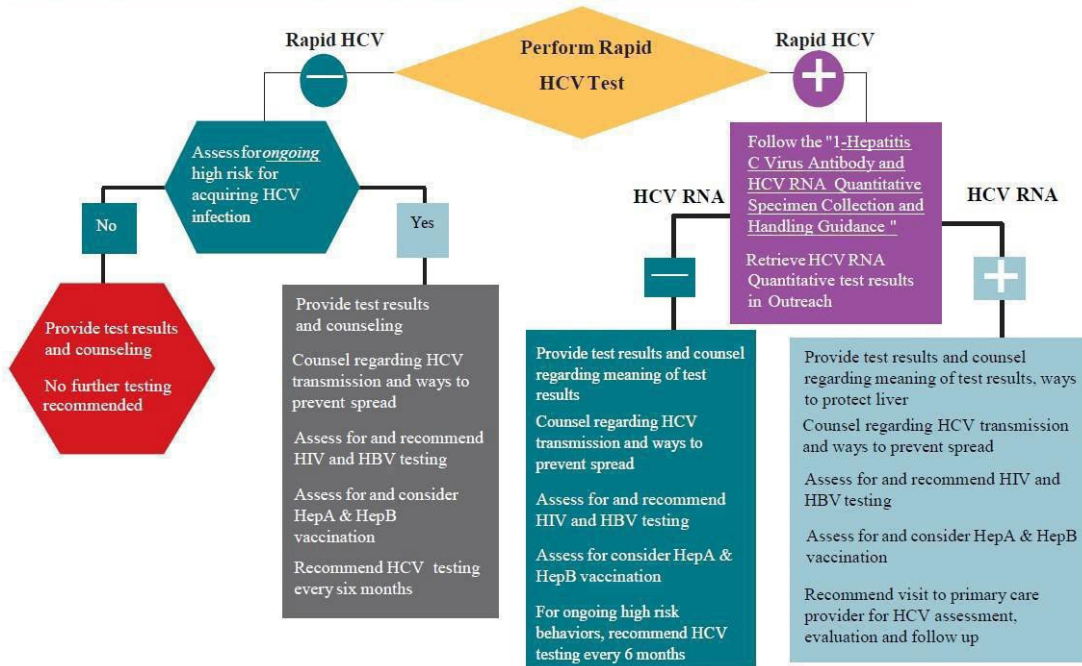 Rapid HCV
Perform Rapid
HCV Test
Rapid HCV
Assess for ongoing
high risk for
acquiring HCV
infection
No
Yes
Provide test results
and counseling
No further testing
recommended
Provide test results
and counseling
Counsel regarding HCV
transmission and ways to
prevent spread
Assess for and recommend
HIV and HBV testing
Assess for and consider
HepA & HepB
vaccination
Recommend HCV testing
every six months
Follow the "1-Hepatitis
C Virus Antibody and
HCV RNA Quantitative
Specimen Collection and
Handling Guidance "
Retrieve HCV RNA
Quantitative test results
in Outreach
HCV RNA
HCV RNA
Provide test results and counsel
regarding meaning of test
results
Counsel regarding HCV
transmission and ways to
prevent spread
Assess for and recommend
HIV and HBV testing
Assess for consider HepA &
HepB vaccination
For ongoing high risk
behaviors, recommend HCV
testing every 6 months
Provide test results and counsel
regarding meaning of test results, ways
to protect liver
Counsel regarding HCV transmission
and ways to prevent spread
Assess for and recommend HIV and
HBV testing
Assess for and consider HepA & HepB
vaccination
Recommend visit to primary care
provider for HCV assessment,
evaluation and follow up